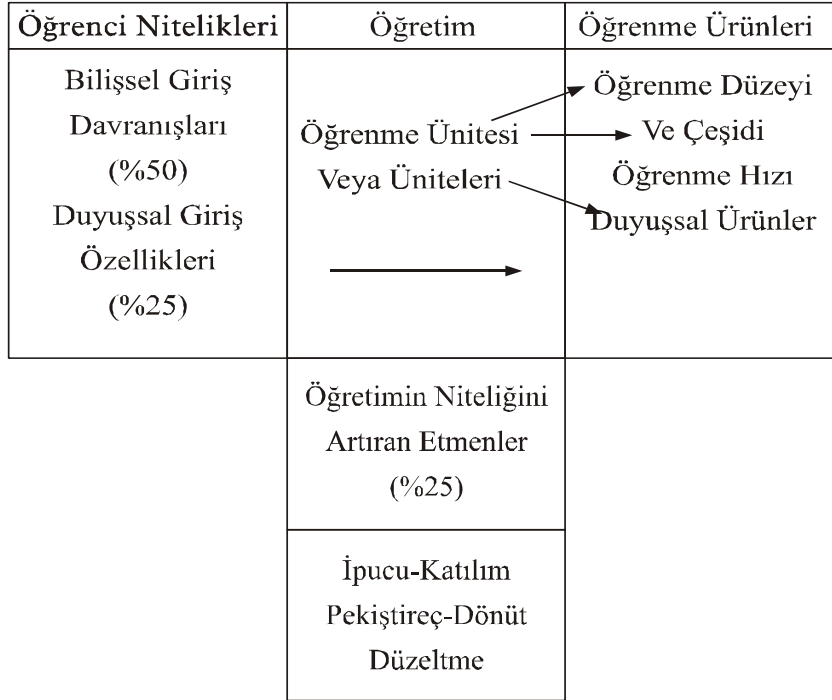 Öğrenci Nitelikleri
Bilişsel Giriş
Davranışları
(%50)
Duyuşsal Giriş
Özellikleri
(%25)
Öğretim
Öğrenme Ünitesi
Veya Üniteleri
Öğrenme Ürünleri
Öğrenme Düzeyi
Ve Çeşidi
Öğrenme Hızı
Duyuşsal Ürünler
Öğretimin Niteliğini
Artıran Etmenler
(%25)
İpucu-Katılım
Pekiştireç-Dönüt
Düzeltme